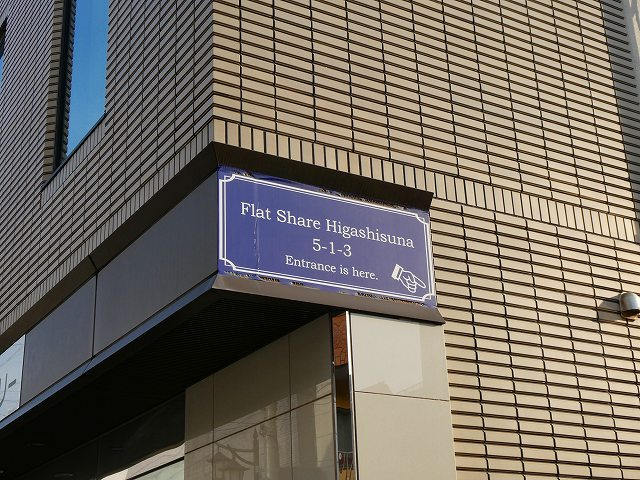 Flat Share Higashisuna
5-1-3
Entrance is here.